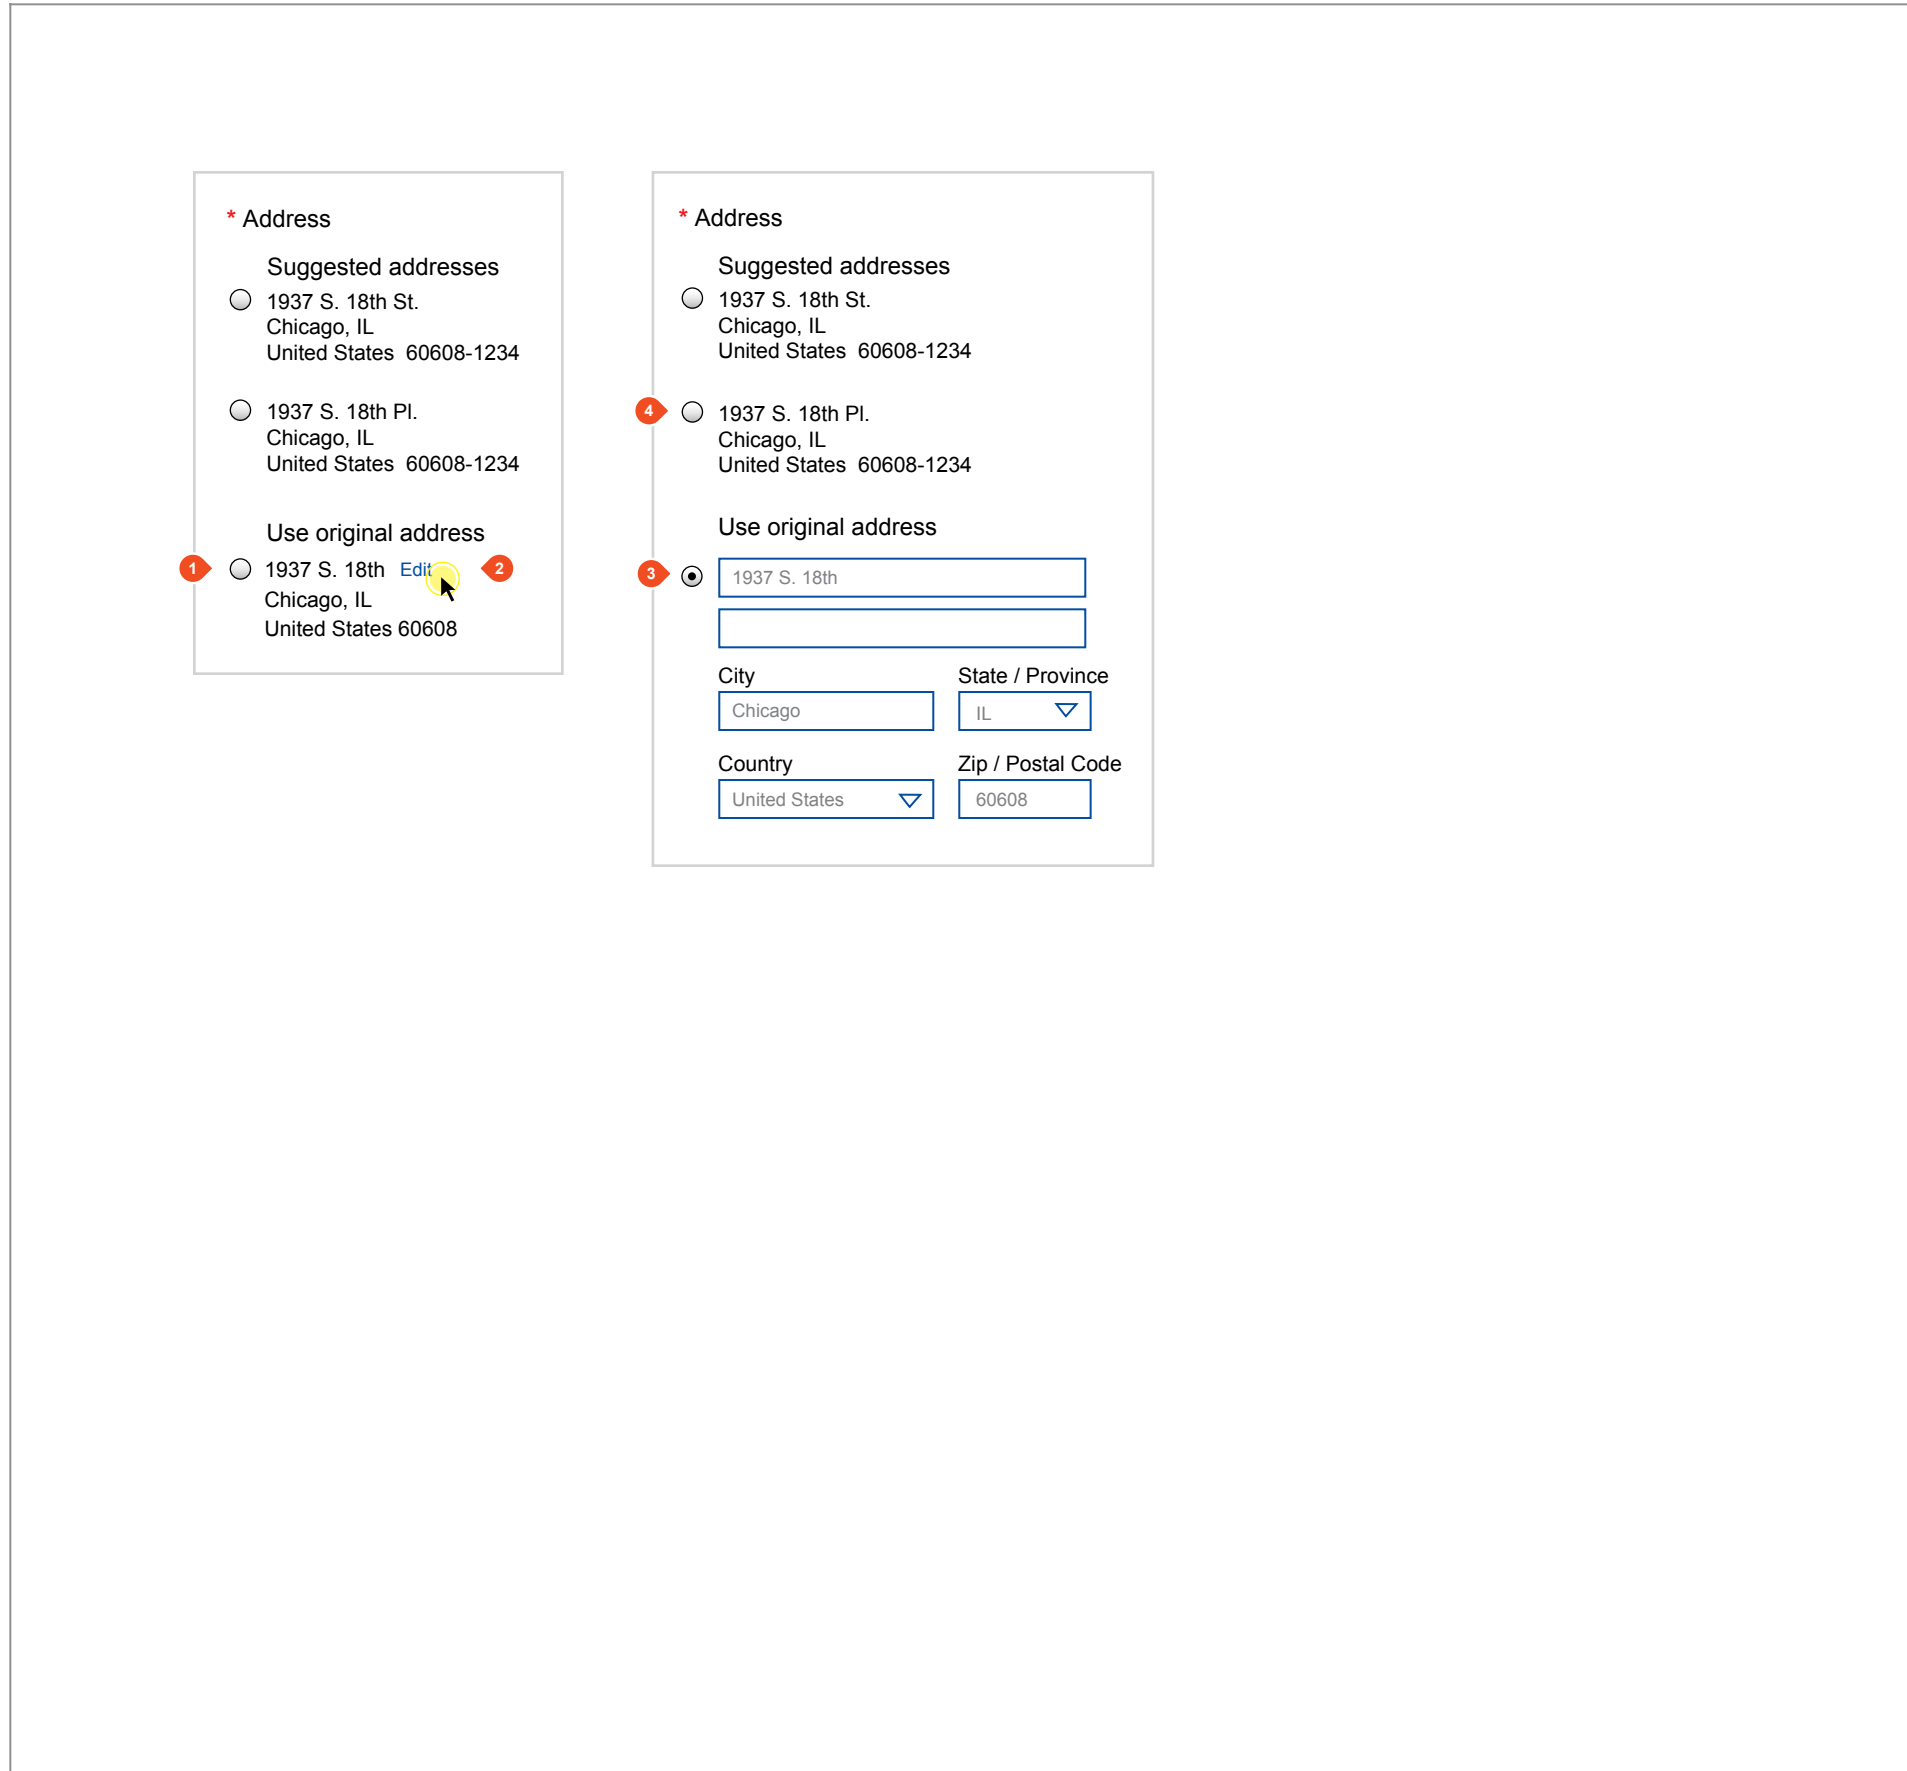 * Address
Suggested addresses
1937 S. 18th St.
Chicago, IL
United States  60608-1234
1937 S. 18th Pl.
Chicago, IL
United States  60608-1234
Use original address
1 1937 S. 18th Edit 2
Chicago, IL
United States 60608
* Address
Suggested addresses
1937 S. 18th St.
Chicago, IL
United States  60608-1234
4 1937 S. 18th Pl.
Chicago, IL
United States  60608-1234
Use original address
3 1937 S. 18th
City State / Province
Chicago IL
Country Zip / Postal Code
United States 60608